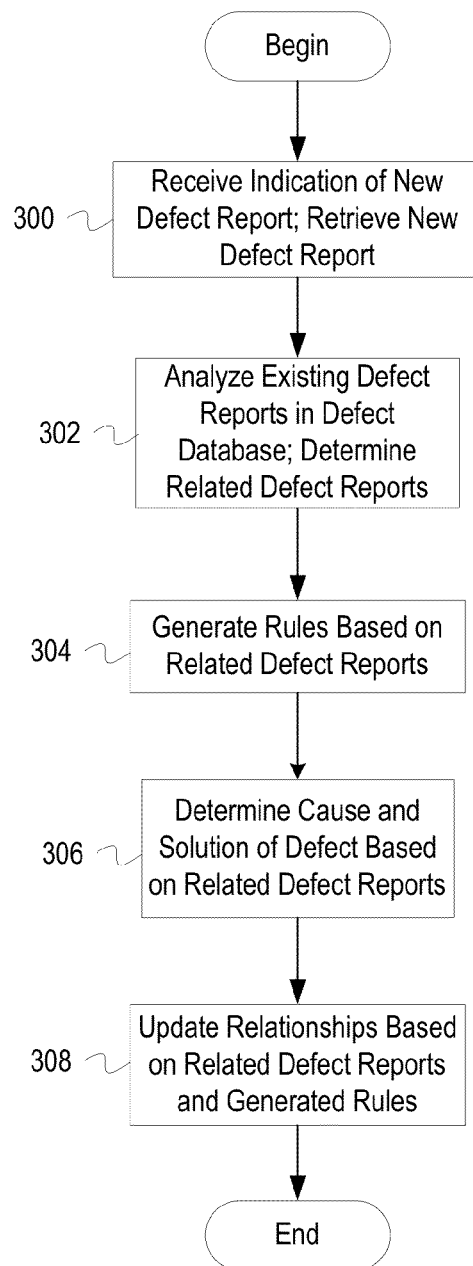 Begin
300
Receive Indication of New
Defect Report; Retrieve New
Defect Report
302
Analyze Existing Defect
Reports in Defect
Database; Determine
Related Defect Reports
304
Generate Rules Based on
Related Defect Reports
306
Determine Cause and
Solution of Defect Based
on Related Defect Reports
308
Update Relationships Based
on Related Defect Reports
and Generated Rules
End